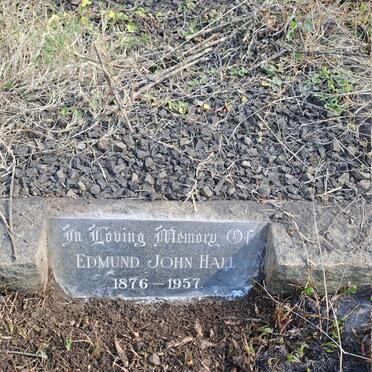 In Loving Memory Of
EDMUND JOHN HALL
1876 — 1957.